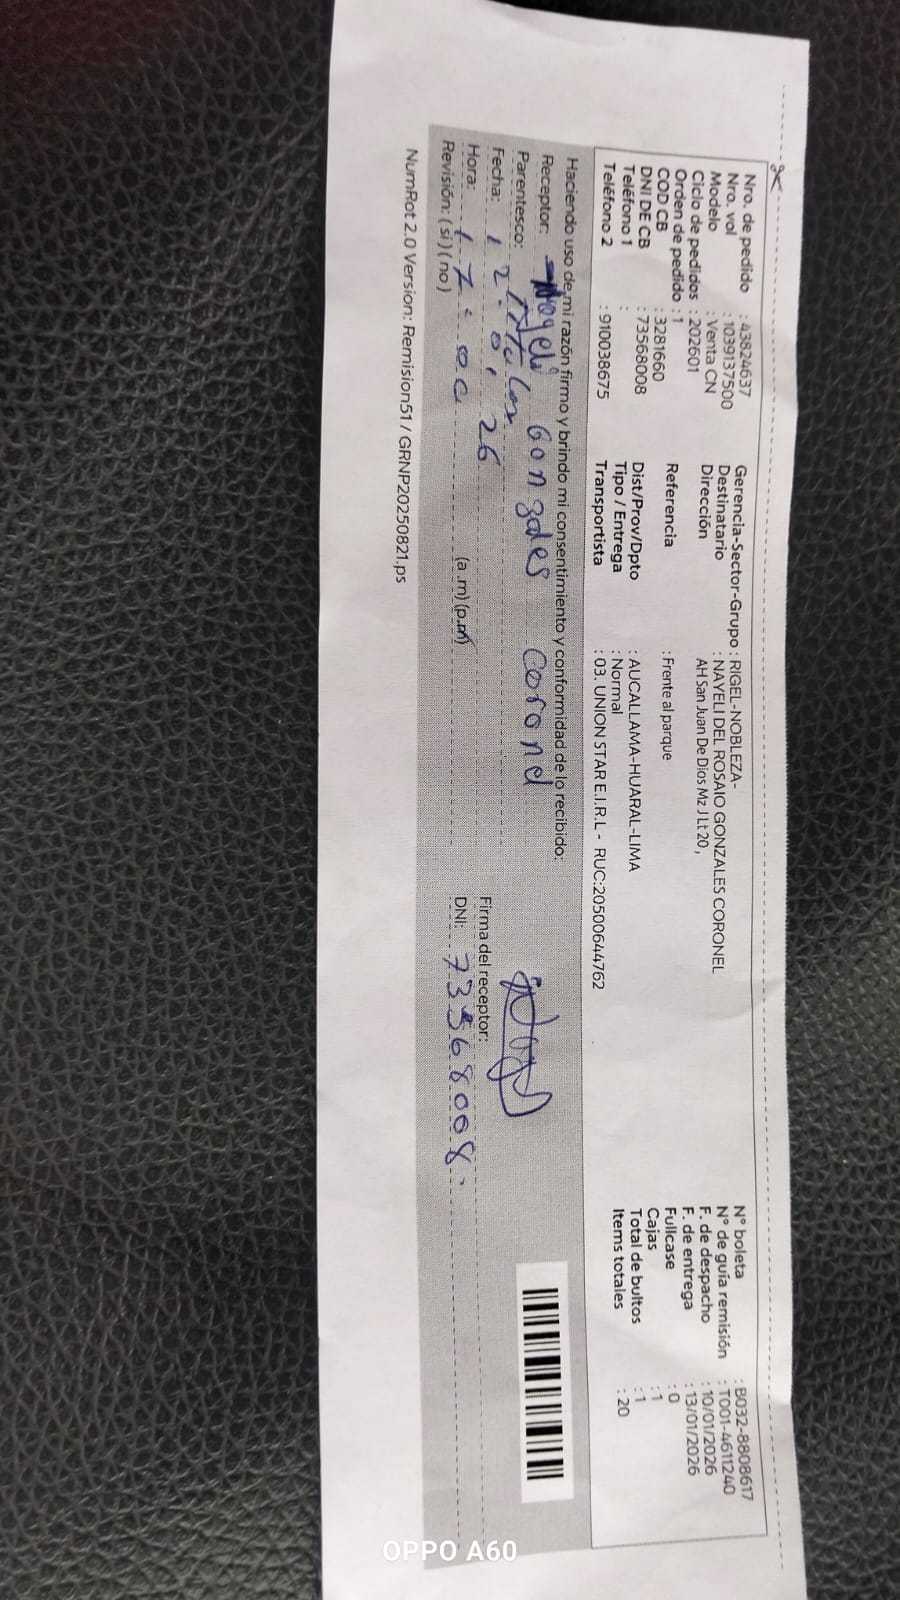 Nro. de pedido : 43824637
Nro. vol : 1039137500
Modelo : Venta CN
Ciclo de pedidos : 202601
Orden de pedido : 1
COD CB : 3281660
DNI DE CB : 73568008
Teléfono 1 :
Teléfono 2 : 910038675
Gerencia-Sector-Grupo : RIGEL-NOBLEZA-
Destinatario : NAYELI DEL ROSAIO GONZALES CORONEL
Dirección AH San Juan De Dios Mz J Lt 20 ,
Referencia : Frente al parque
Dist/Prov/Dpto : AUCALLAMA-HUARAL-LIMA
Tipo / Entrega : Normal
Transportista : 03. UNION STAR E.I.R.L - RUC:20500644762
N° boleta : B032-8808617
N° de guía remisión : T001-4611240
F. de despacho : 10/01/2026
F. de entrega : 13/01/2026
Fullcase : 0
Cajas : 1
Total de bultos : 1
Items totales : 20
Haciendo uso de mi razón firmo y brindo mi consentimiento y conformidad de lo recibido:
Receptor: Gonzales Coronel
Parentesco: titular
Fecha: 26
Hora: (a.m) (p.m)
Revisión: ( si ) ( no )
Firma del receptor:
DNI: 73568008
NumRot 2.0 Version: Remision51 / GRNP20250821.ps
OPPO A60